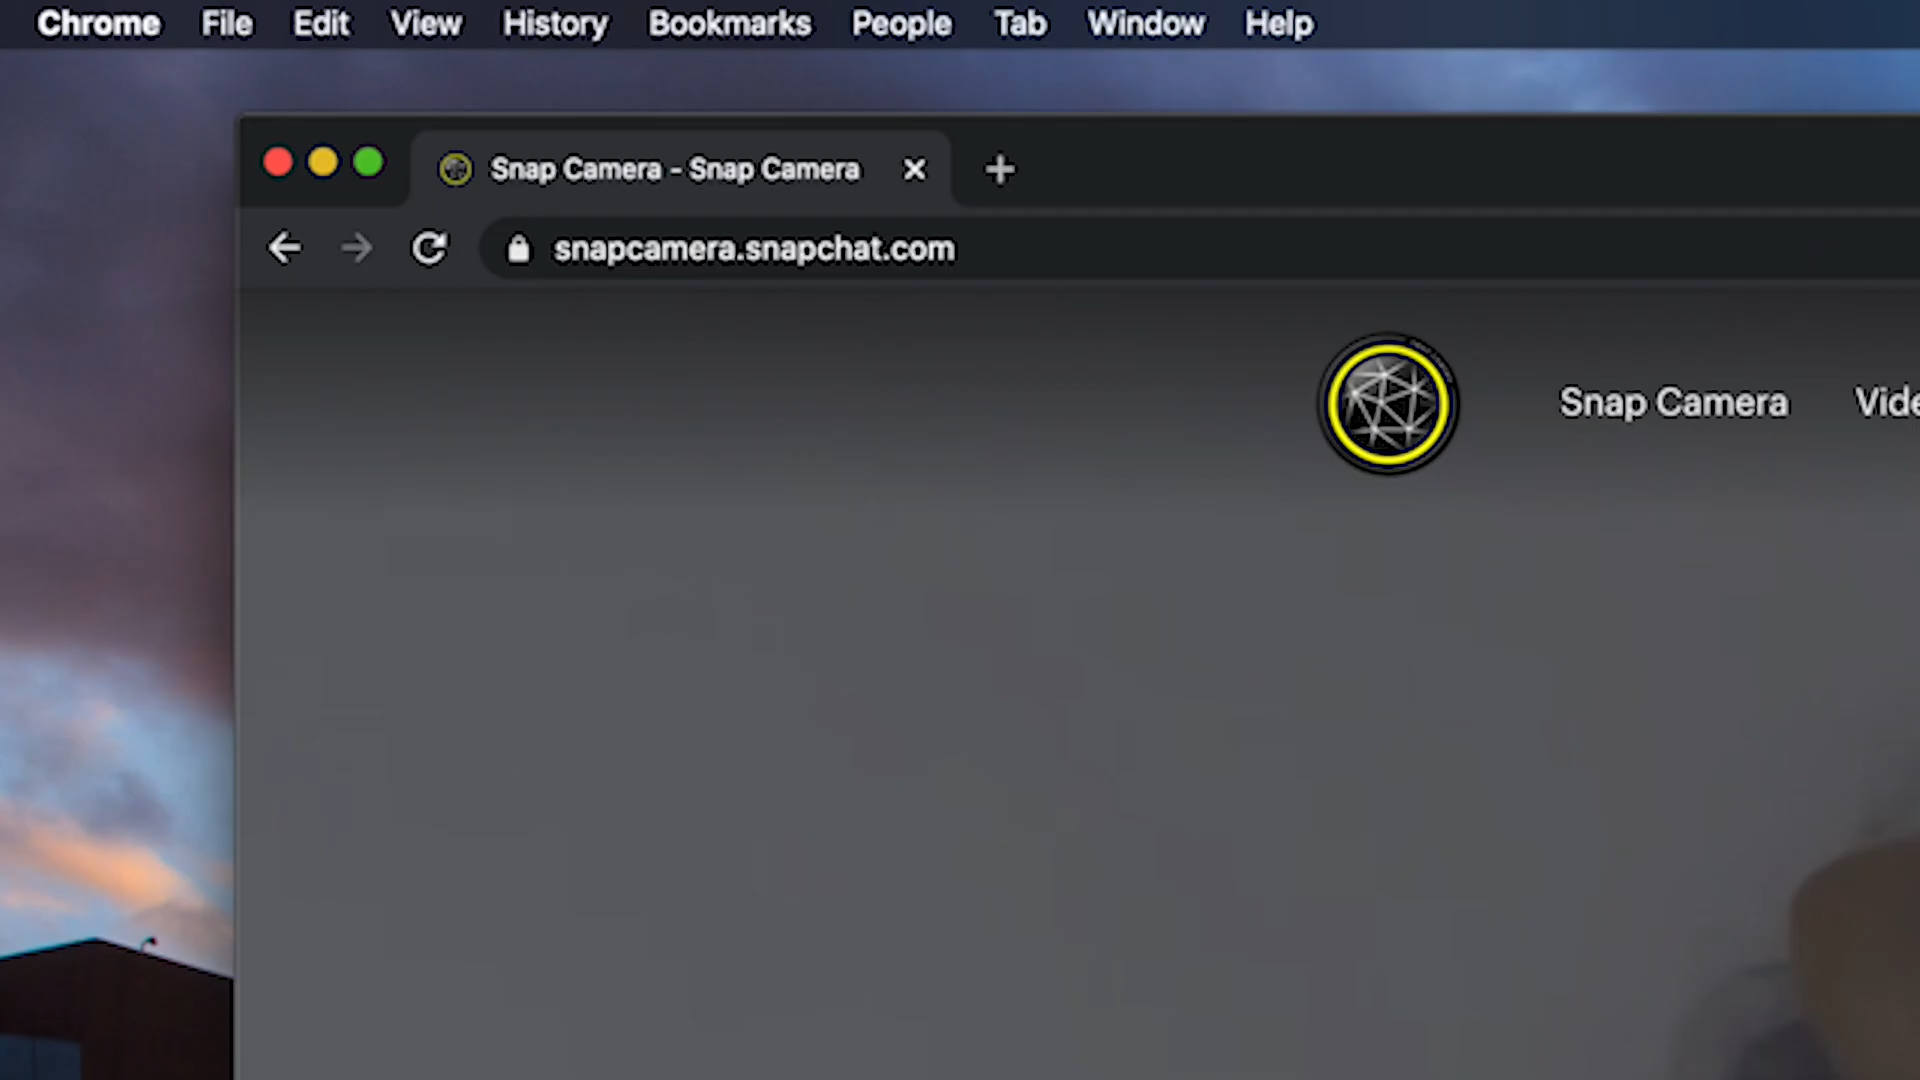 Chrome File Edit View History Bookmarks People Tab Window Help
Snap Camera - Snap Camera
snapcamera.snapchat.com
Snap Camera Vide